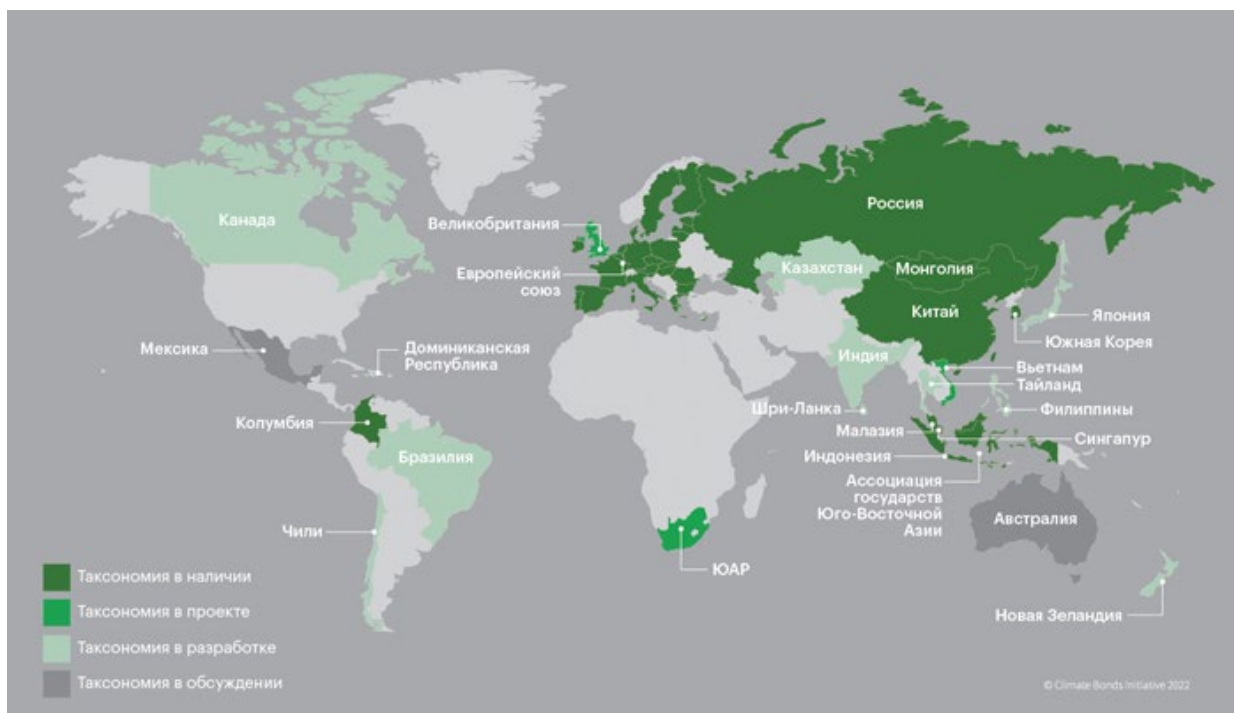 Канада
Великобритания
Россия
Европейский
союз
Казахстан
Монголия
Китай
Япония
Южная Корея
Мексика
Доминиканская
Республика
Индия
Вьетнам
Тайланд
Колумбия
Шри-Ланка
Филиппины
Малазия
Сингапур
Бразилия
Индонезия
Ассоциация
государств
Юго-Восточной
Азии
Австралия
Чили
ЮАР
Новая Зеландия
Таксономия в наличии
Таксономия в проекте
Таксономия в разработке
Таксономия в обсуждении
© Climate Bonds Initiative 2022